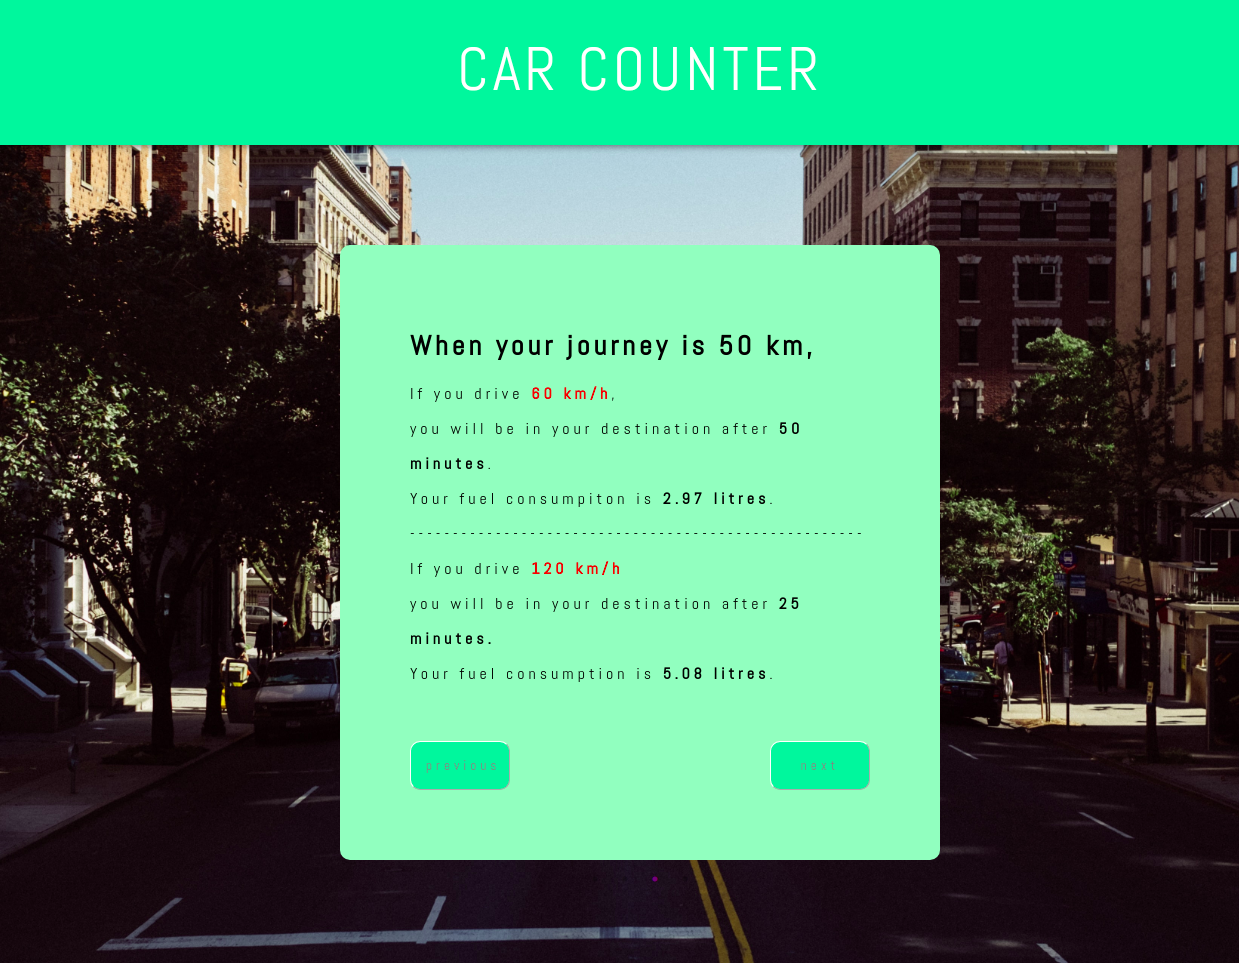 CAR COUNTER
When your journey is 50 km,
If you drive 60 km/h,
you will be in your destination after 50
minutes.
Your fuel consumpiton is 2.97 litres.
--------------------------------------------------
If you drive 120 km/h
you will be in your destination after 25
minutes.
Your fuel consumption is 5.08 litres.
previous
next